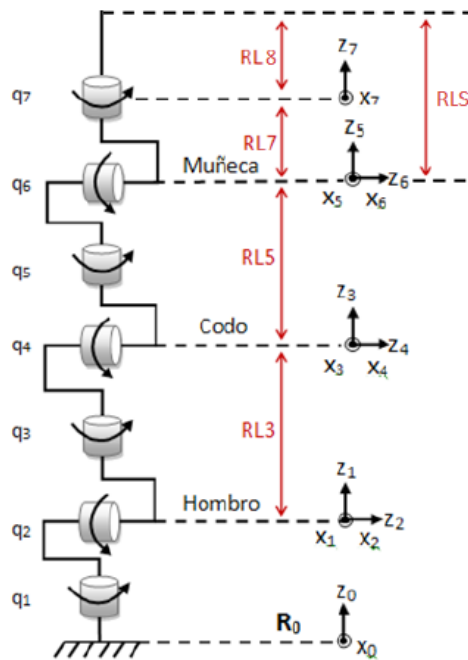 RL8
Z7
RLS
q7
X7
RL7
Z5
q6
Muñeca
Z6
X5 X6
q5
RL5
Z3
q4
Codo
Z4
X3 X4
q3
RL3
Z1
Hombro
q2
Z2
X1 X2
q1
Z0
R0
X0